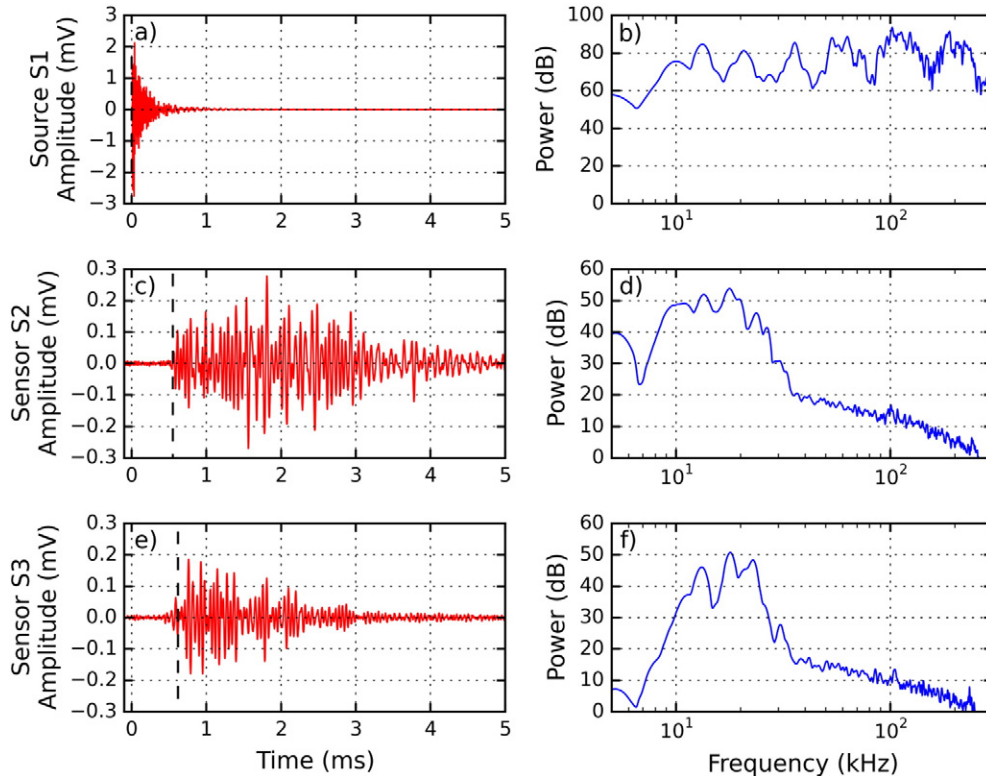 a)
Source S1
Amplitude (mV)
3
2
1
0
−1
−2
−3
0 1 2 3 4 5
b)
Power (dB)
100
80
60
40
20
0
10¹ 10²
c)
Sensor S2
Amplitude (mV)
0.3
0.2
0.1
0.0
−0.1
−0.2
−0.3
0 1 2 3 4 5
d)
Power (dB)
60
50
40
30
20
10
0
10¹ 10²
e)
Sensor S3
Amplitude (mV)
0.3
0.2
0.1
0.0
−0.1
−0.2
−0.3
0 1 2 3 4 5
Time (ms)
f)
Power (dB)
60
50
40
30
20
10
0
10¹ 10²
Frequency (kHz)